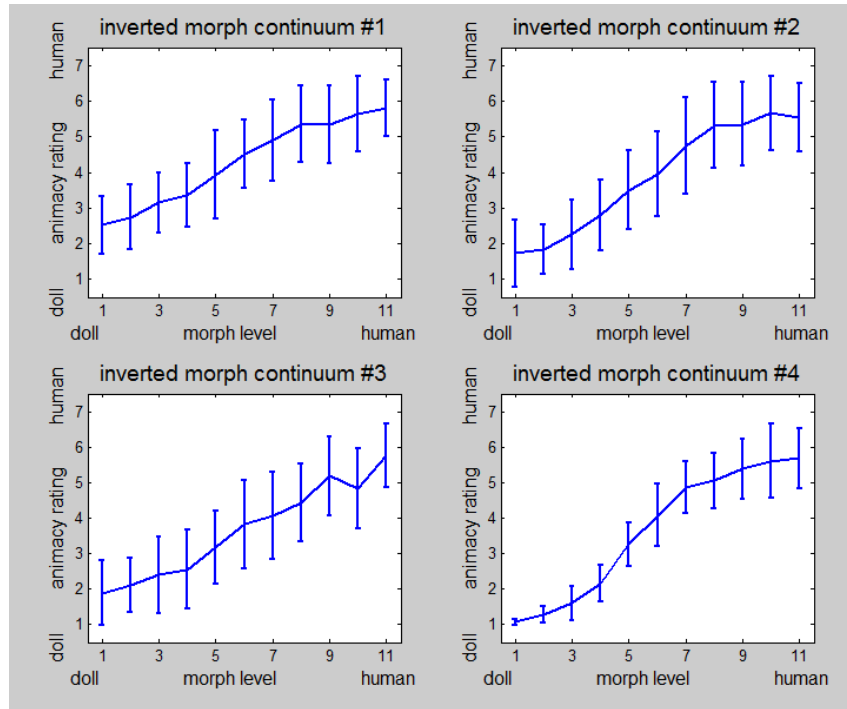 inverted morph continuum #1
human
animacy rating
doll
7
6
5
4
3
2
1
1 3 5 7 9 11
doll morph level human
inverted morph continuum #2
human
animacy rating
doll
7
6
5
4
3
2
1
1 3 5 7 9 11
doll morph level human
inverted morph continuum #3
human
animacy rating
doll
7
6
5
4
3
2
1
1 3 5 7 9 11
doll morph level human
inverted morph continuum #4
human
animacy rating
doll
7
6
5
4
3
2
1
1 3 5 7 9 11
doll morph level human